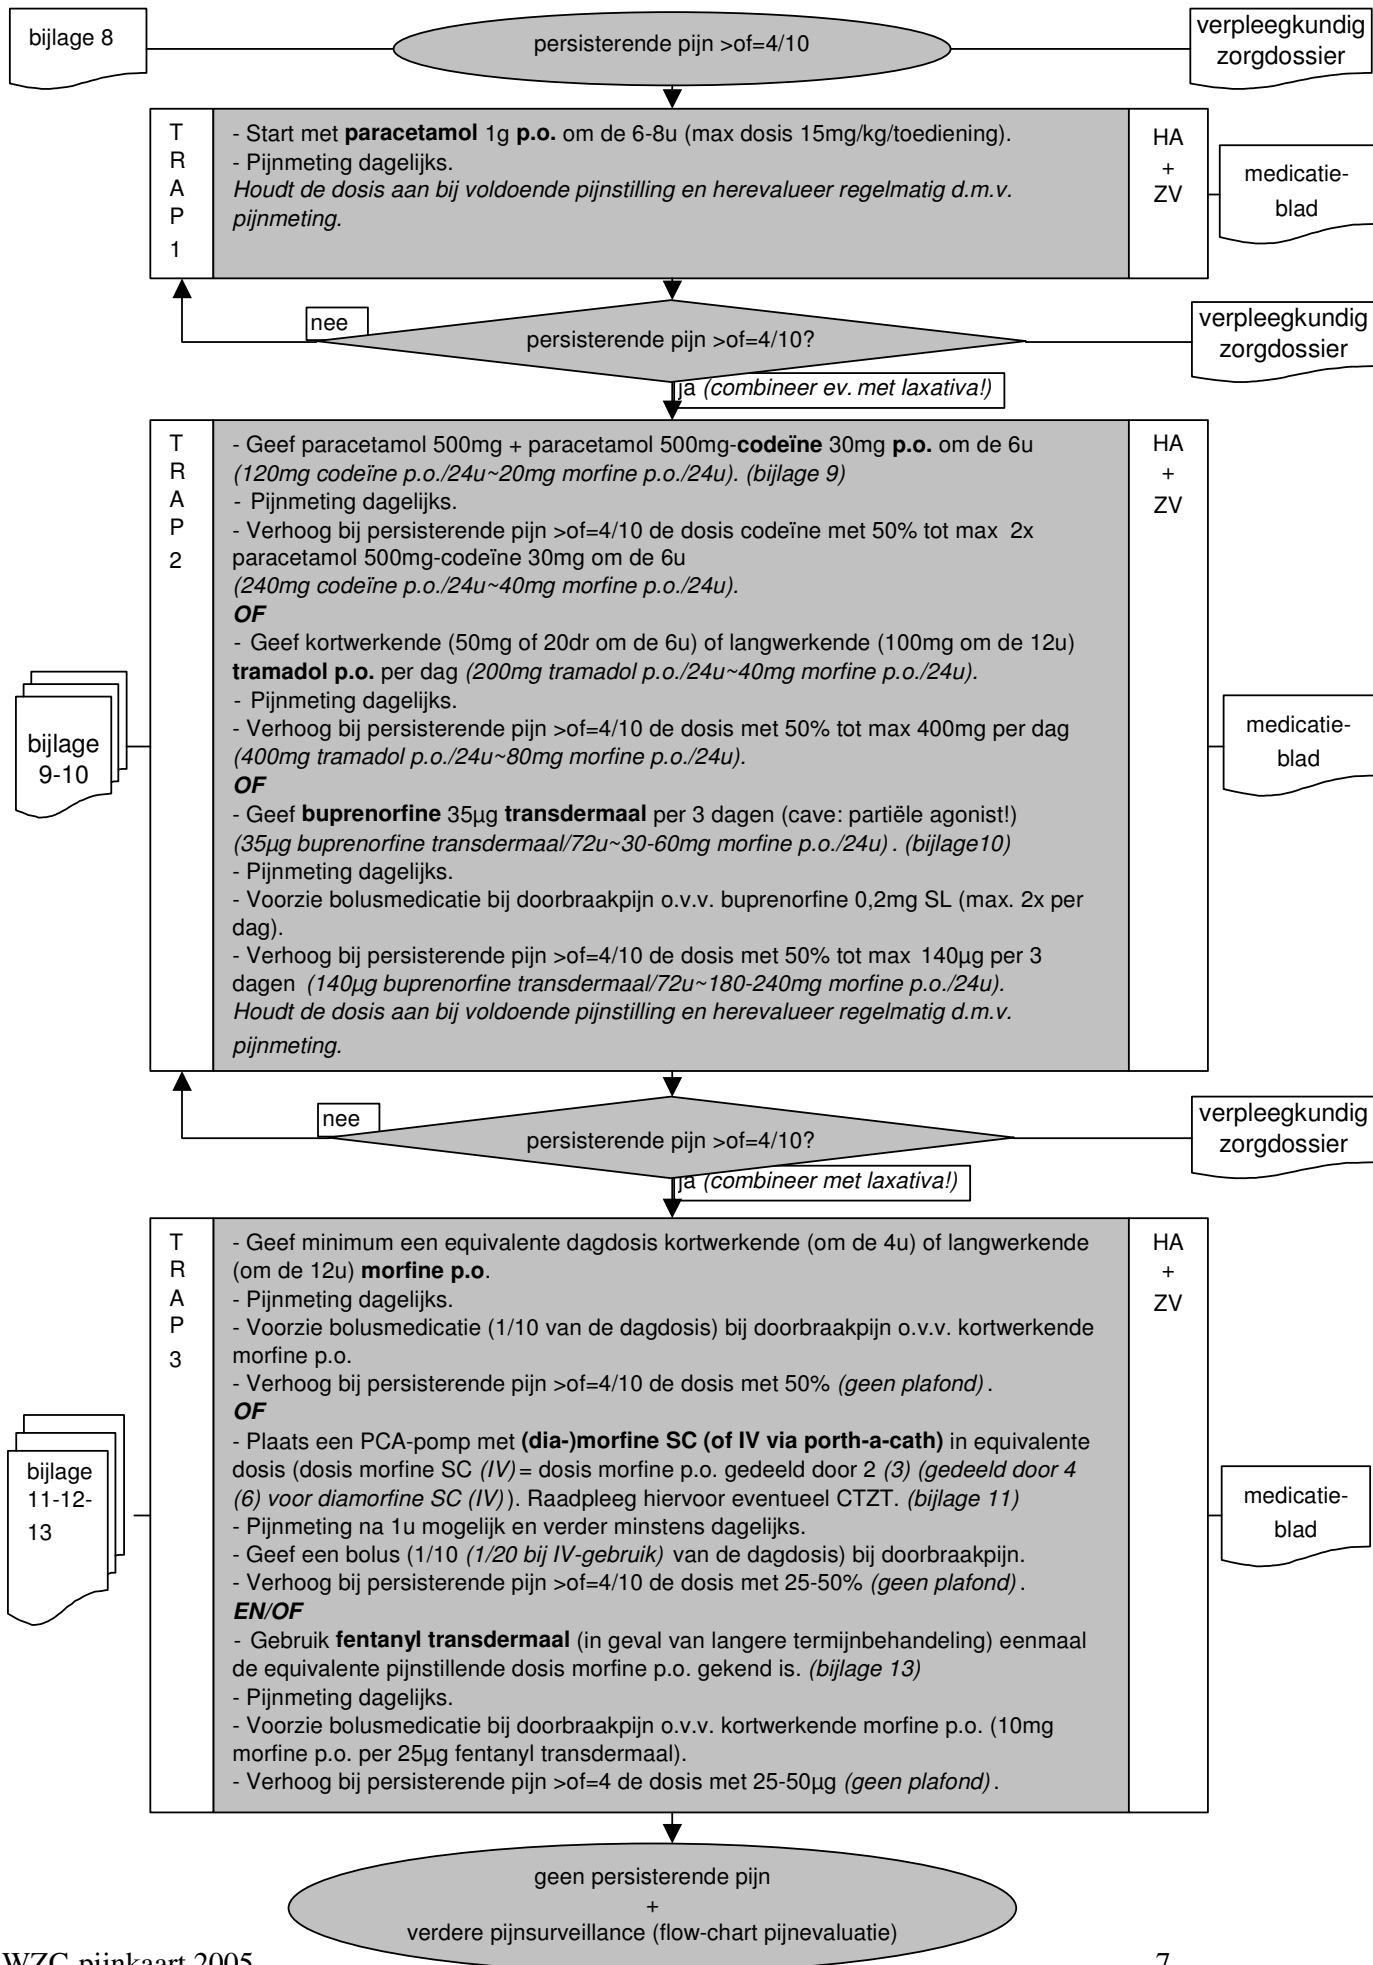 bijlage 8
persisterende pijn >of=4/10
verpleegkundig
zorgdossier
T
R
A
P
1
- Start met paracetamol 1g p.o. om de 6-8u (max dosis 15mg/kg/toediening).
- Pijnmeting dagelijks.
Houdt de dosis aan bij voldoende pijnstilling en herevalueer regelmatig d.m.v.
pijnmeting.
HA
+
ZV
medicatie-
blad
nee
persisterende pijn >of=4/10?
verpleegkundig
zorgdossier
ja (combineer ev. met laxativa!)
T
R
A
P
2
- Geef paracetamol 500mg + paracetamol 500mg-codeïne 30mg p.o. om de 6u
(120mg codeïne p.o./24u~20mg morfine p.o./24u). (bijlage 9)
- Pijnmeting dagelijks.
- Verhoog bij persisterende pijn >of=4/10 de dosis codeïne met 50% tot max 2x
paracetamol 500mg-codeïne 30mg om de 6u
(240mg codeïne p.o./24u~40mg morfine p.o./24u).
OF
- Geef kortwerkende (50mg of 20dr om de 6u) of langwerkende (100mg om de 12u)
tramadol p.o. per dag (200mg tramadol p.o./24u~40mg morfine p.o./24u).
- Pijnmeting dagelijks.
- Verhoog bij persisterende pijn >of=4/10 de dosis met 50% tot max 400mg per dag
(400mg tramadol p.o./24u~80mg morfine p.o./24u).
OF
- Geef buprenorfine 35µg transdermaal per 3 dagen (cave: partiële agonist!)
(35µg buprenorfine transdermaal/72u~30-60mg morfine p.o./24u). (bijlage10)
- Pijnmeting dagelijks.
- Voorzie bolusmedicatie bij doorbraakpijn o.v.v. buprenorfine 0,2mg SL (max. 2x per
dag).
- Verhoog bij persisterende pijn >of=4/10 de dosis met 50% tot max 140µg per 3
dagen (140µg buprenorfine transdermaal/72u~180-240mg morfine p.o./24u).
Houdt de dosis aan bij voldoende pijnstilling en herevalueer regelmatig d.m.v.
pijnmeting.
HA
+
ZV
bijlage
9-10
medicatie-
blad
nee
persisterende pijn >of=4/10?
verpleegkundig
zorgdossier
ja (combineer met laxativa!)
T
R
A
P
3
- Geef minimum een equivalente dagdosis kortwerkende (om de 4u) of langwerkende
(om de 12u) morfine p.o.
- Pijnmeting dagelijks.
- Voorzie bolusmedicatie (1/10 van de dagdosis) bij doorbraakpijn o.v.v. kortwerkende
morfine p.o.
- Verhoog bij persisterende pijn >of=4/10 de dosis met 50% (geen plafond).
OF
- Plaats een PCA-pomp met (dia-)morfine SC (of IV via porth-a-cath) in equivalente
dosis (dosis morfine SC (IV) = dosis morfine p.o. gedeeld door 2 (3) (gedeeld door 4
(6) voor diamorfine SC (IV)). Raadpleeg hiervoor eventueel CTZT. (bijlage 11)
- Pijnmeting na 1u mogelijk en verder minstens dagelijks.
- Geef een bolus (1/10 (1/20 bij IV-gebruik) van de dagdosis) bij doorbraakpijn.
- Verhoog bij persisterende pijn >of=4/10 de dosis met 25-50% (geen plafond).
EN/OF
- Gebruik fentanyl transdermaal (in geval van langere termijnbehandeling) eenmaal
de equivalente pijnstillende dosis morfine p.o. gekend is. (bijlage 13)
- Pijnmeting dagelijks.
- Voorzie bolusmedicatie bij doorbraakpijn o.v.v. kortwerkende morfine p.o. (10mg
morfine p.o. per 25µg fentanyl transdermaal).
- Verhoog bij persisterende pijn >of=4 de dosis met 25-50µg (geen plafond).
HA
+
ZV
bijlage
11-12-
13
medicatie-
blad
geen persisterende pijn
+
verdere pijnsurveillance (flow-chart pijnevaluatie)
WZC-pijnkaart 2005
7